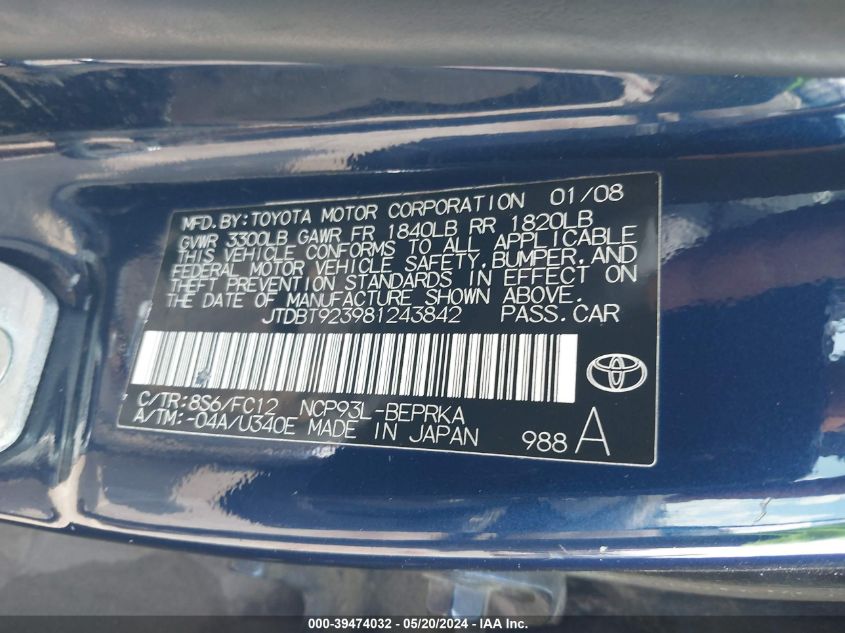 MFD. BY: TOYOTA MOTOR CORPORATION 01/08
GVWR 3300LB GAWR FR 1840LB RR 1820LB
THIS VEHICLE CONFORMS TO ALL APPLICABLE
FEDERAL MOTOR VEHICLE SAFETY, BUMPER, AND
THEFT PREVENTION STANDARDS IN EFFECT ON
THE DATE OF MANUFACTURE SHOWN ABOVE.
JTDBT923981243842 PASS.CAR
C/TR:8S6/FC12 NCP93L-BEPRKA
A/TM:-04A/U340E MADE IN JAPAN 988 A
000-39474032 — 05/20/2024 — IAA Inc.